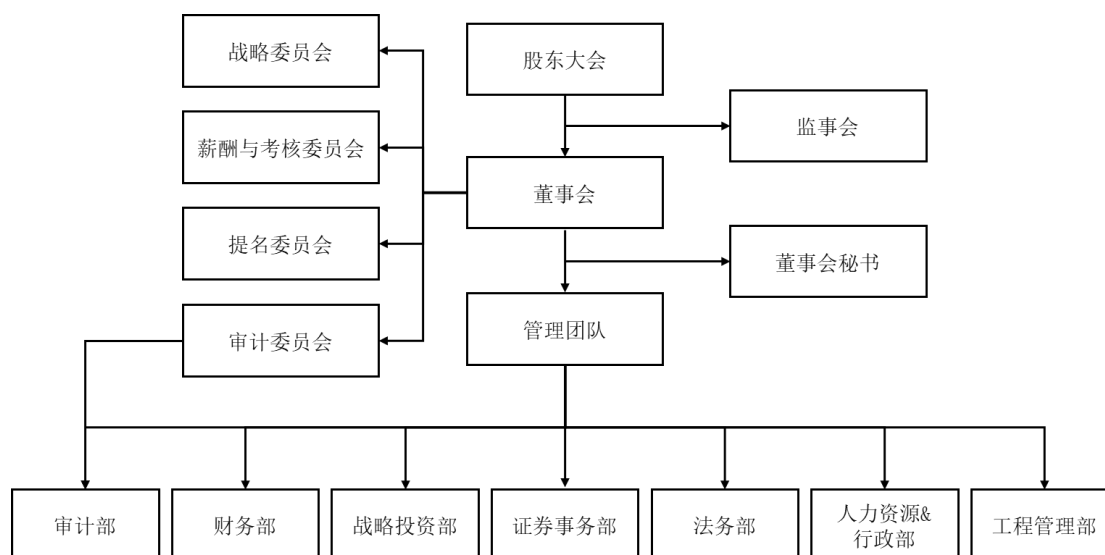 战略委员会
股东大会
监事会
薪酬与考核委员会
董事会
提名委员会
董事会秘书
管理团队
审计委员会
审计部
财务部
战略投资部
证券事务部
法务部
人力资源&
行政部
工程管理部